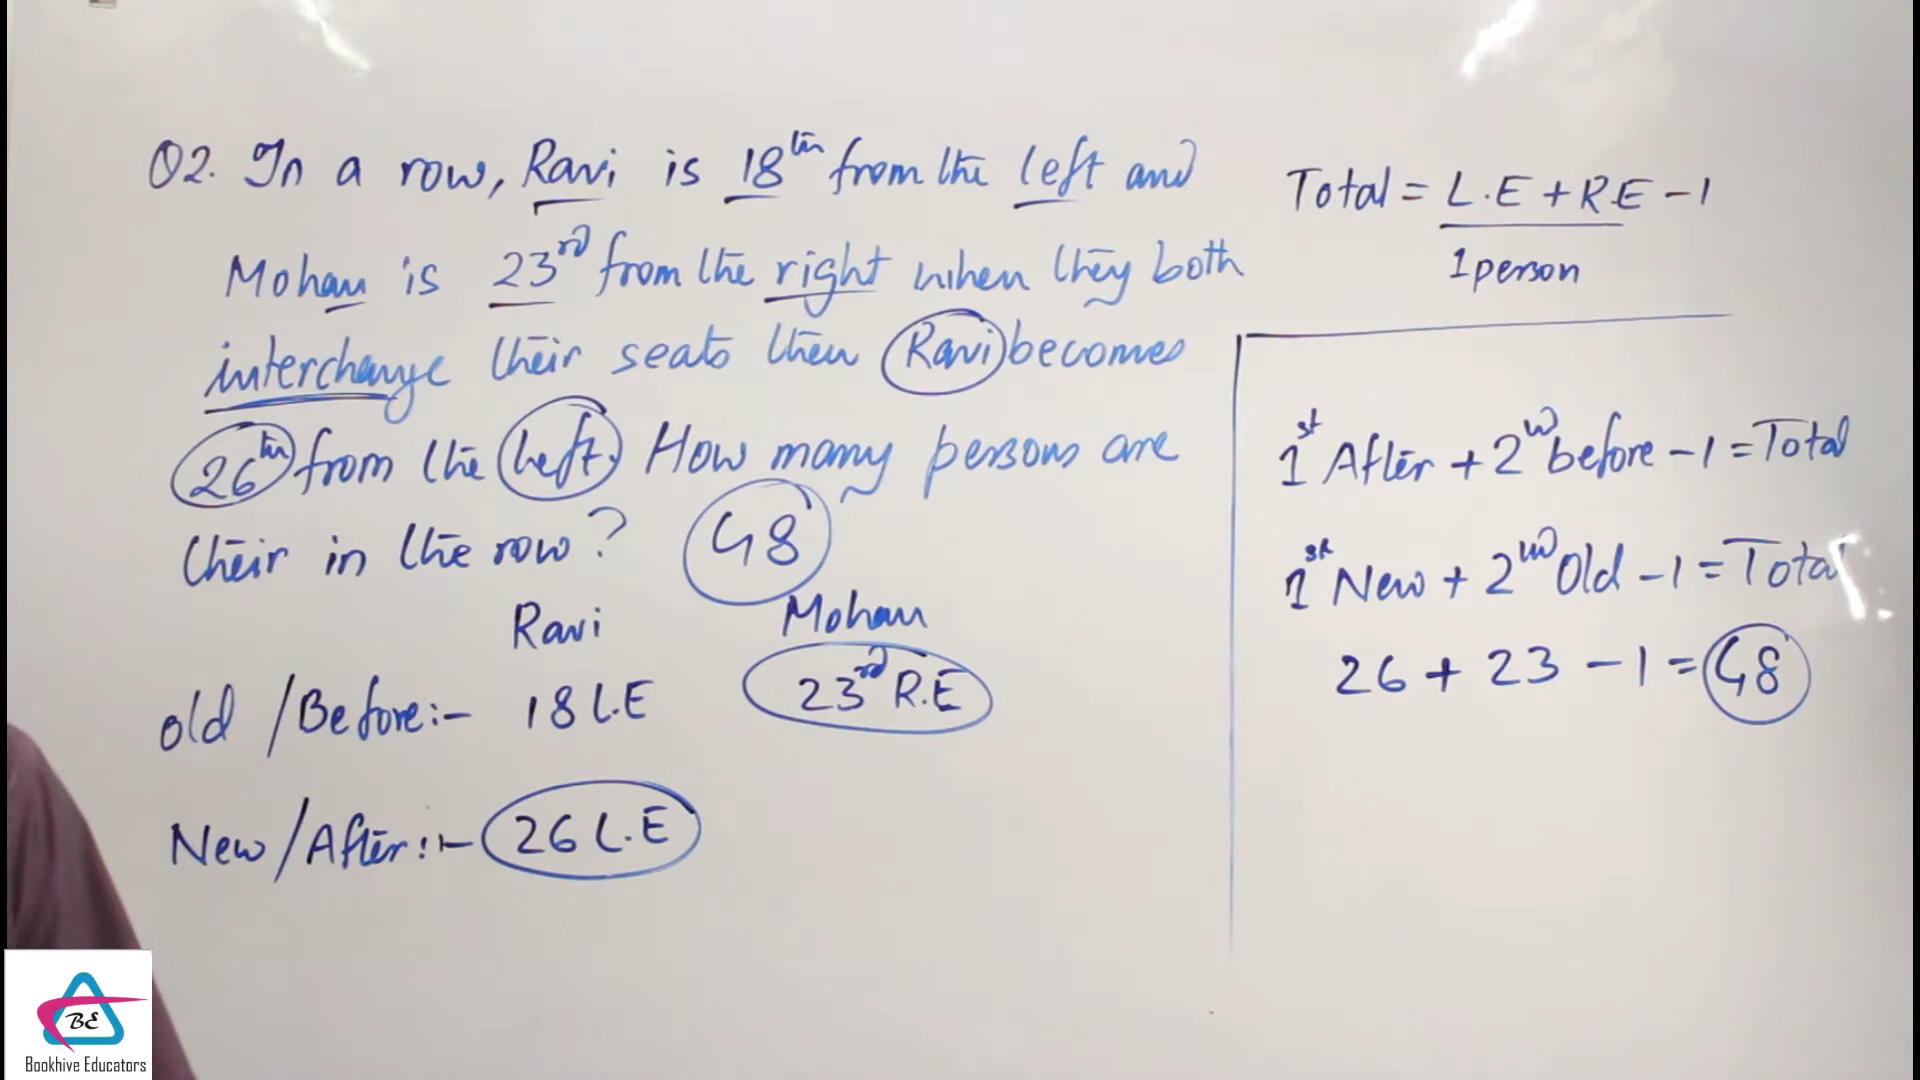 Q2. In a row, Ravi is 18th from the left and
Mohan is 23rd from the right when they both
interchange their seats then Ravi becomes
26th from the left. How many persons are
their in the row? 48
Ravi Mohan
old / Before:- 18 L.E 23rd R.E
New / After:- 26 L.E
Total = L.E + R.E - 1
1 person
1st After + 2nd before - 1 = Total
1st New + 2nd Old - 1 = Total
26 + 23 - 1 = 48
BE
Bookhive Educators